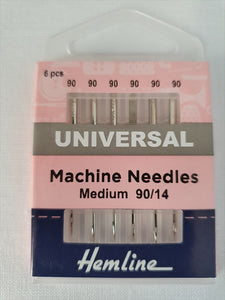 6 pcs
90 90 90 90 90 90
UNIVERSAL
Machine Needles
Medium 90/14
Hemline